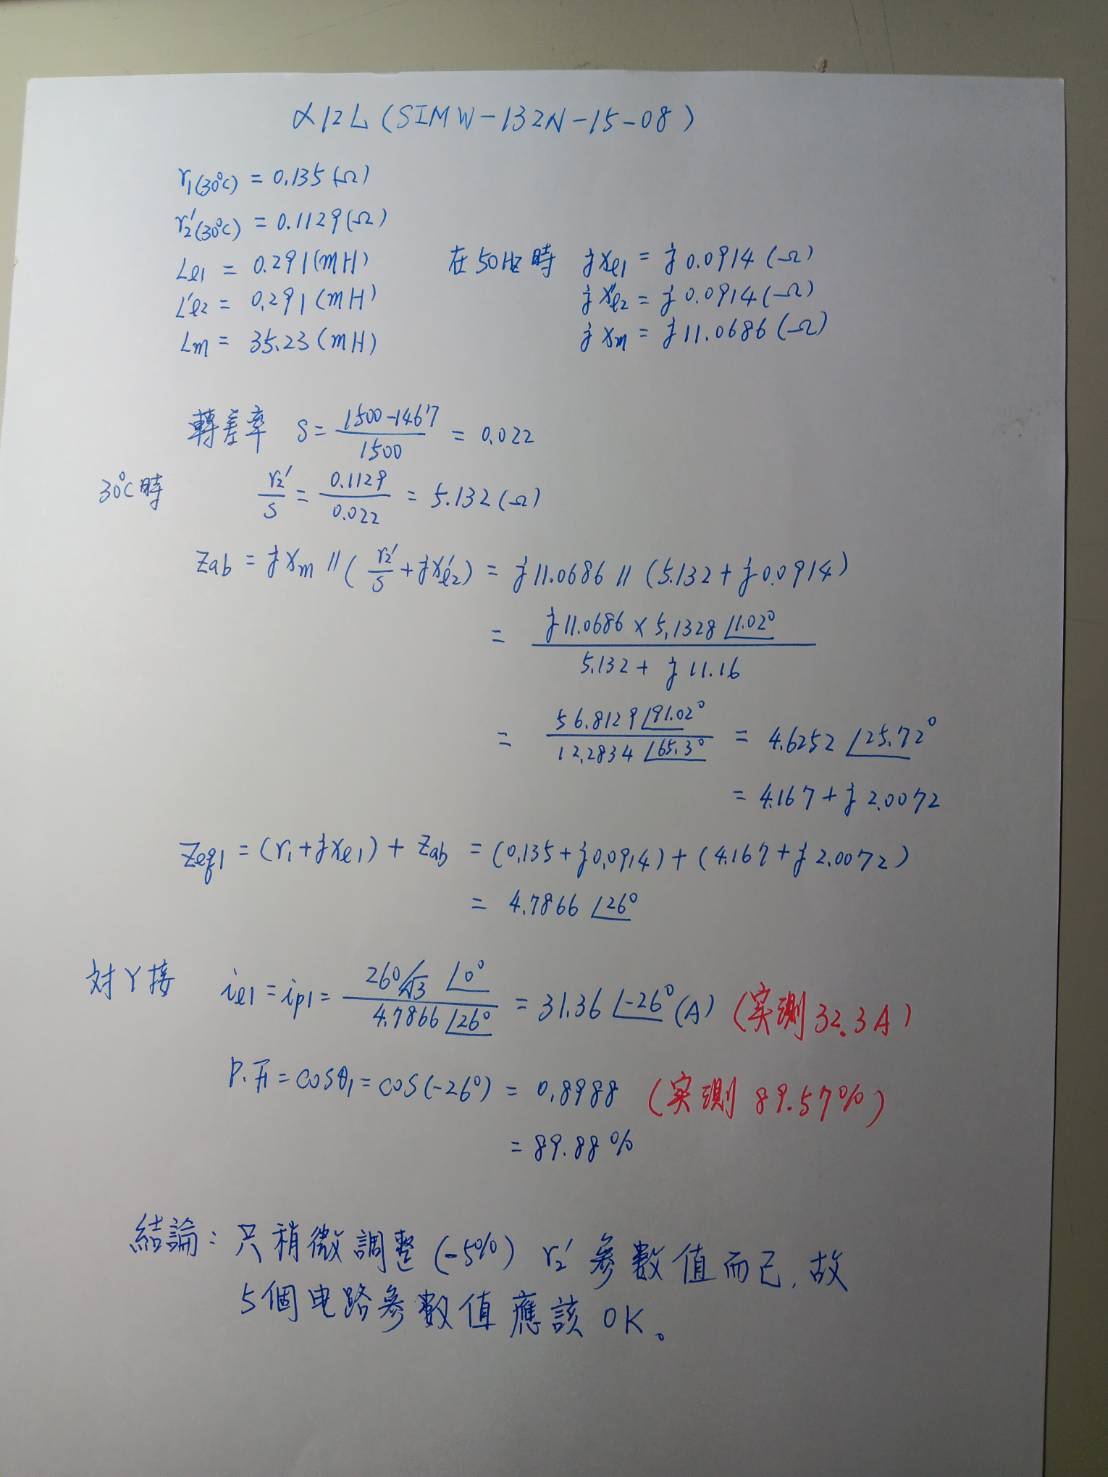 α12L (SIMW-132N-15-08)
r1(30℃) = 0.135 (Ω)
r2'(30℃) = 0.1129 (Ω)
Lℓ1 = 0.291 (mH) 在50Hz時 jxℓ1 = j0.0914 (Ω)
L'ℓ2 = 0.291 (mH) jx'ℓ2 = j0.0914 (Ω)
Lm = 35.23 (mH) jxm = j11.0686 (Ω)
轉差率 S = (1500-1467)/1500 = 0.022
30℃時 r2'/S = 0.1129/0.022 = 5.132 (Ω)
Zab = jxm // (r2'/S + jx'ℓ2) = j11.0686 // (5.132 + j0.0914)
= (j11.0686 × 5.1328∠1.02°)/(5.132 + j11.16)
= (56.8129∠91.02°)/(12.2834∠65.3°) = 4.6252∠25.72°
= 4.167 + j2.0072
Zeq1 = (r1 + jxℓ1) + Zab = (0.135 + j0.0914) + (4.167 + j2.0072)
= 4.7866∠26°
対Y接 iℓ1 = ip1 = (260/√3∠0°)/(4.7866∠26°) = 31.36∠-26° (A) (实測32.3A)
P.F. = cosθ1 = cos(-26°) = 0.8988 (实測 89.57%)
= 89.88%
結論: 只稍微調整(-5%) r2' 參數值而已,故
5個电路參數值應該OK。